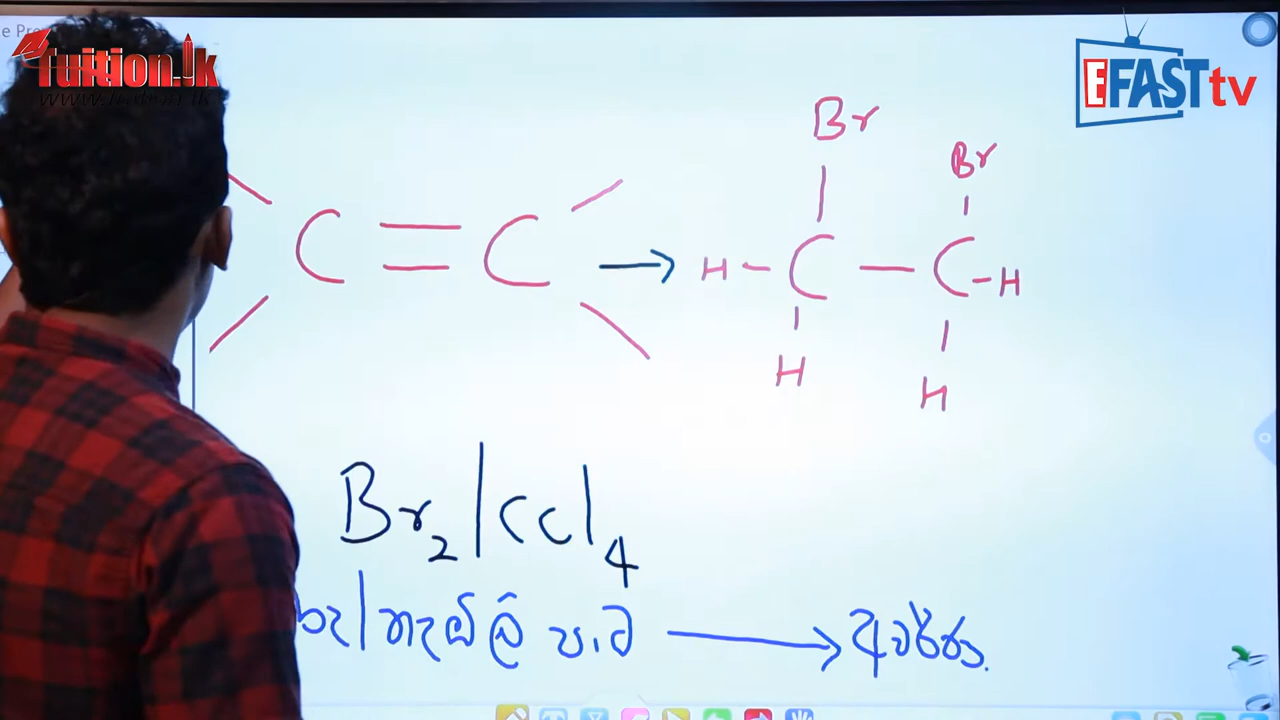 Tuition.lk
EFAST tv
Br
Br
C = C → H - C — C - H
H H
Br2 | CCl4
/ තැඹිලි පාට → අවර්ණ.